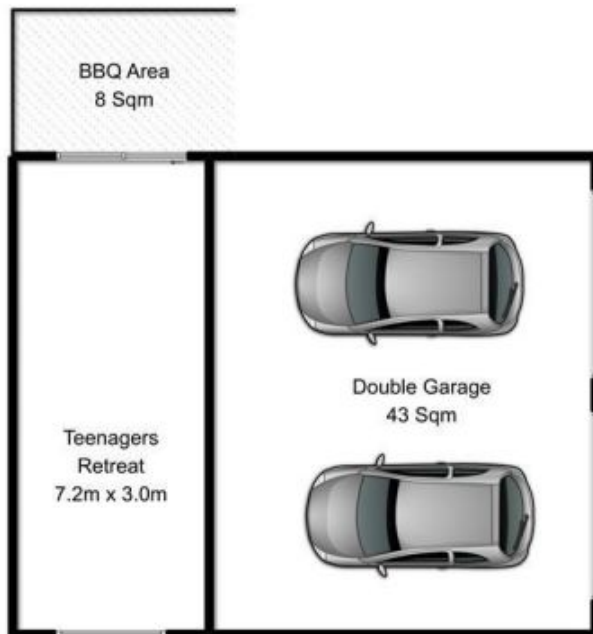 BBQ Area
8 Sqm
Double Garage
43 Sqm
Teenagers
Retreat
7.2m x 3.0m